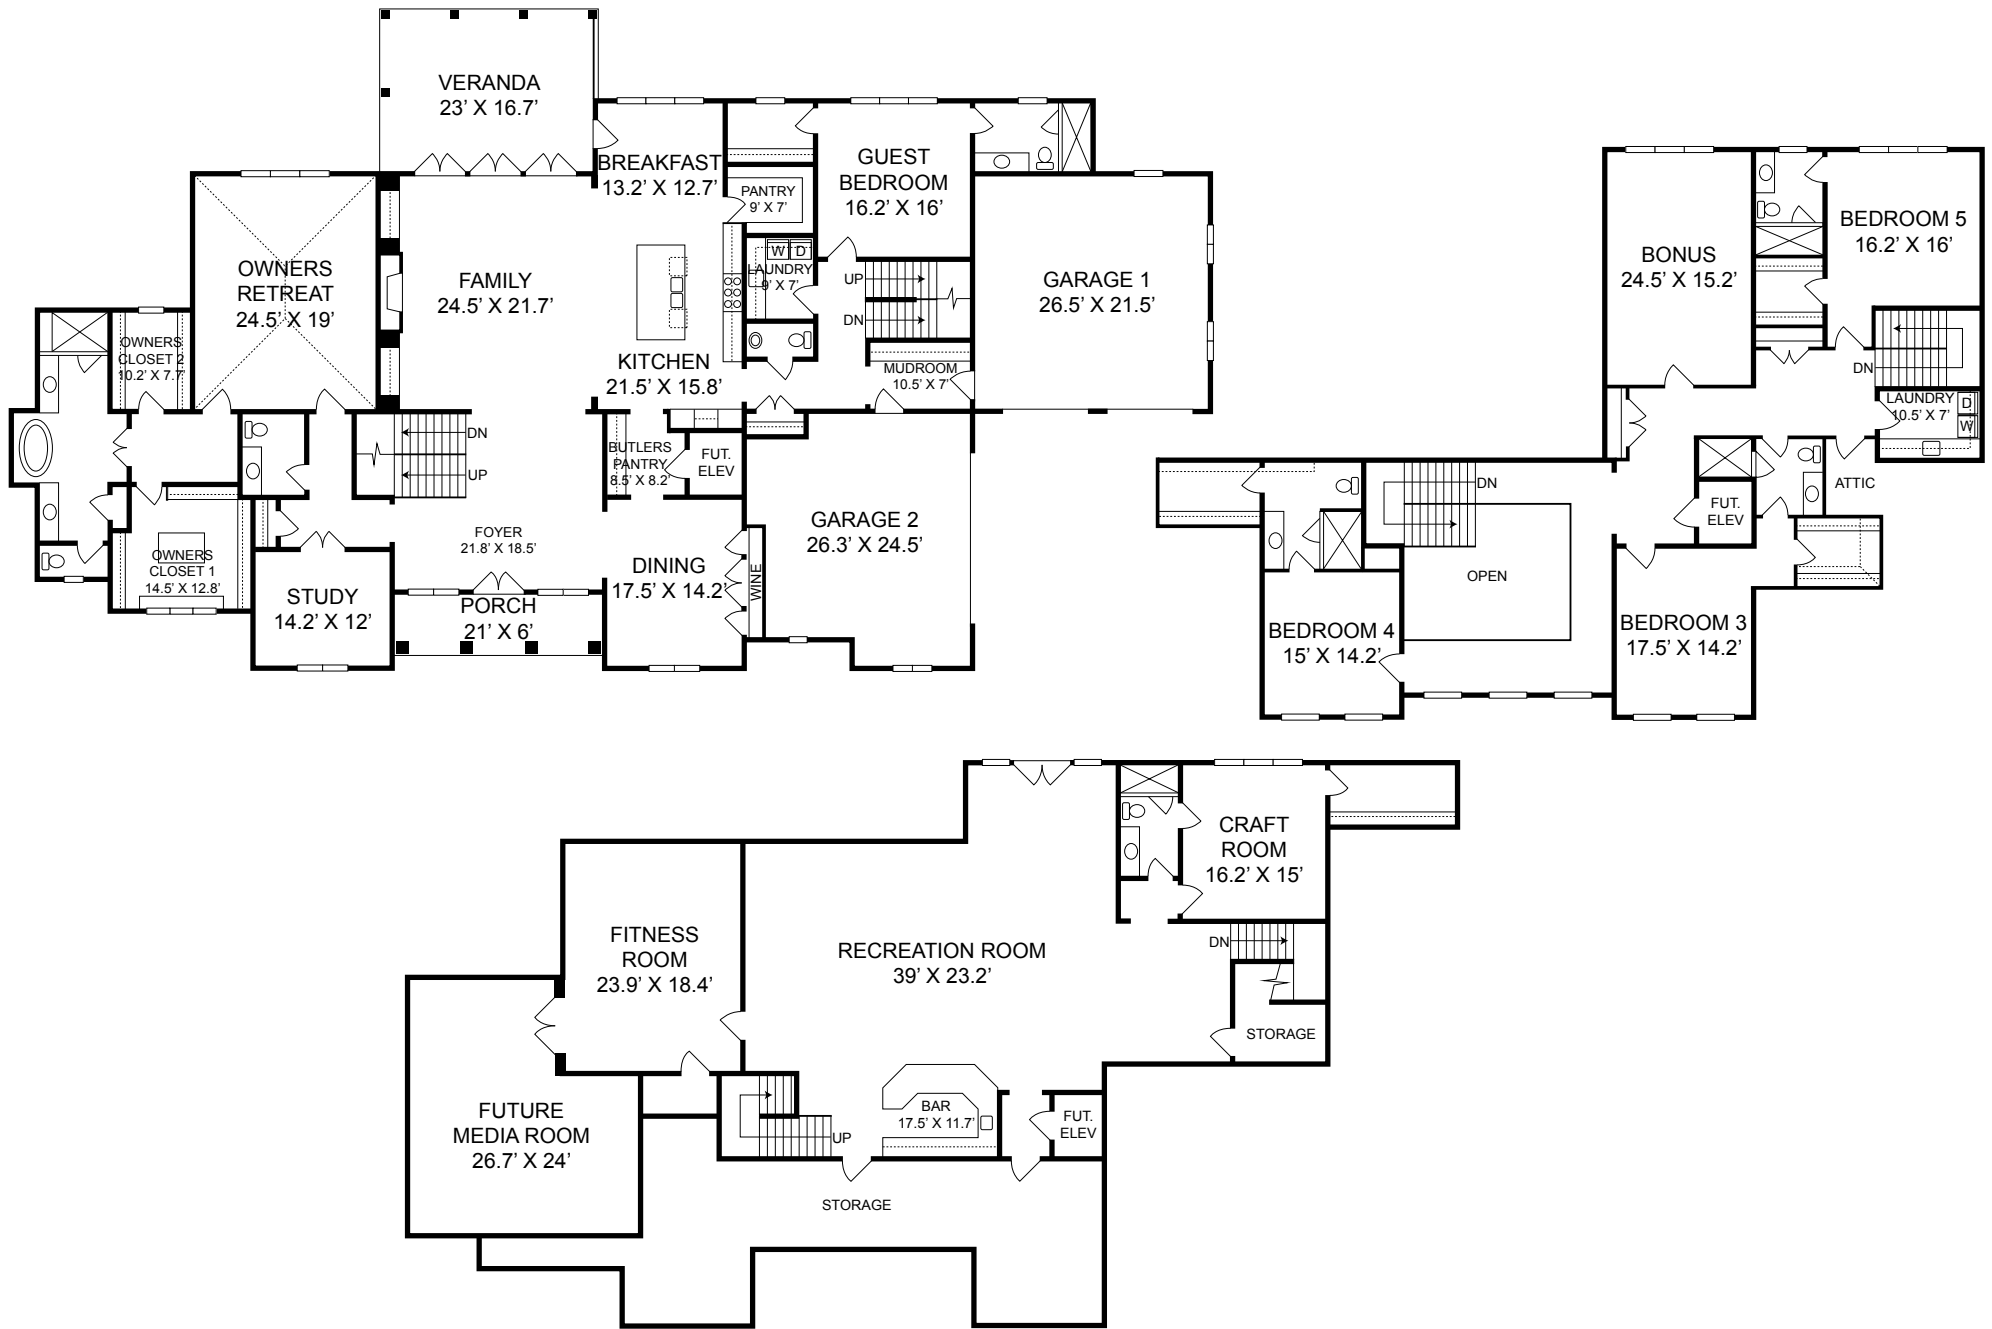 VERANDA
23’ X 16.7’
BREAKFAST
13.2’ X 12.7’
GUEST
BEDROOM
16.2’ X 16’
PANTRY
9’ X 7’
OWNERS
RETREAT
24.5’ X 19’
FAMILY
24.5’ X 21.7’
W D
LAUNDRY
9’ X 7’
UP
DN
GARAGE 1
26.5’ X 21.5’
OWNERS
CLOSET 2
10.2’ X 7.7’
KITCHEN
21.5’ X 15.8’
MUDROOM
10.5’ X 7’
DN
UP
BUTLERS
PANTRY
8.5’ X 8.2’
FUT.
ELEV
FOYER
21.8’ X 18.5’
GARAGE 2
26.3’ X 24.5’
OWNERS
CLOSET 1
14.5’ X 12.8’
STUDY
14.2’ X 12’
PORCH
21’ X 6’
DINING
17.5’ X 14.2’
WINE
BONUS
24.5’ X 15.2’
BEDROOM 5
16.2’ X 16’
DN
LAUNDRY
10.5’ X 7’
D
W
DN
OPEN
FUT.
ELEV
ATTIC
BEDROOM 4
15’ X 14.2’
BEDROOM 3
17.5’ X 14.2’
CRAFT
ROOM
16.2’ X 15’
FITNESS
ROOM
23.9’ X 18.4’
RECREATION ROOM
39’ X 23.2’
DN
STORAGE
FUTURE
MEDIA ROOM
26.7’ X 24’
UP
BAR
17.5’ X 11.7’
FUT.
ELEV
STORAGE